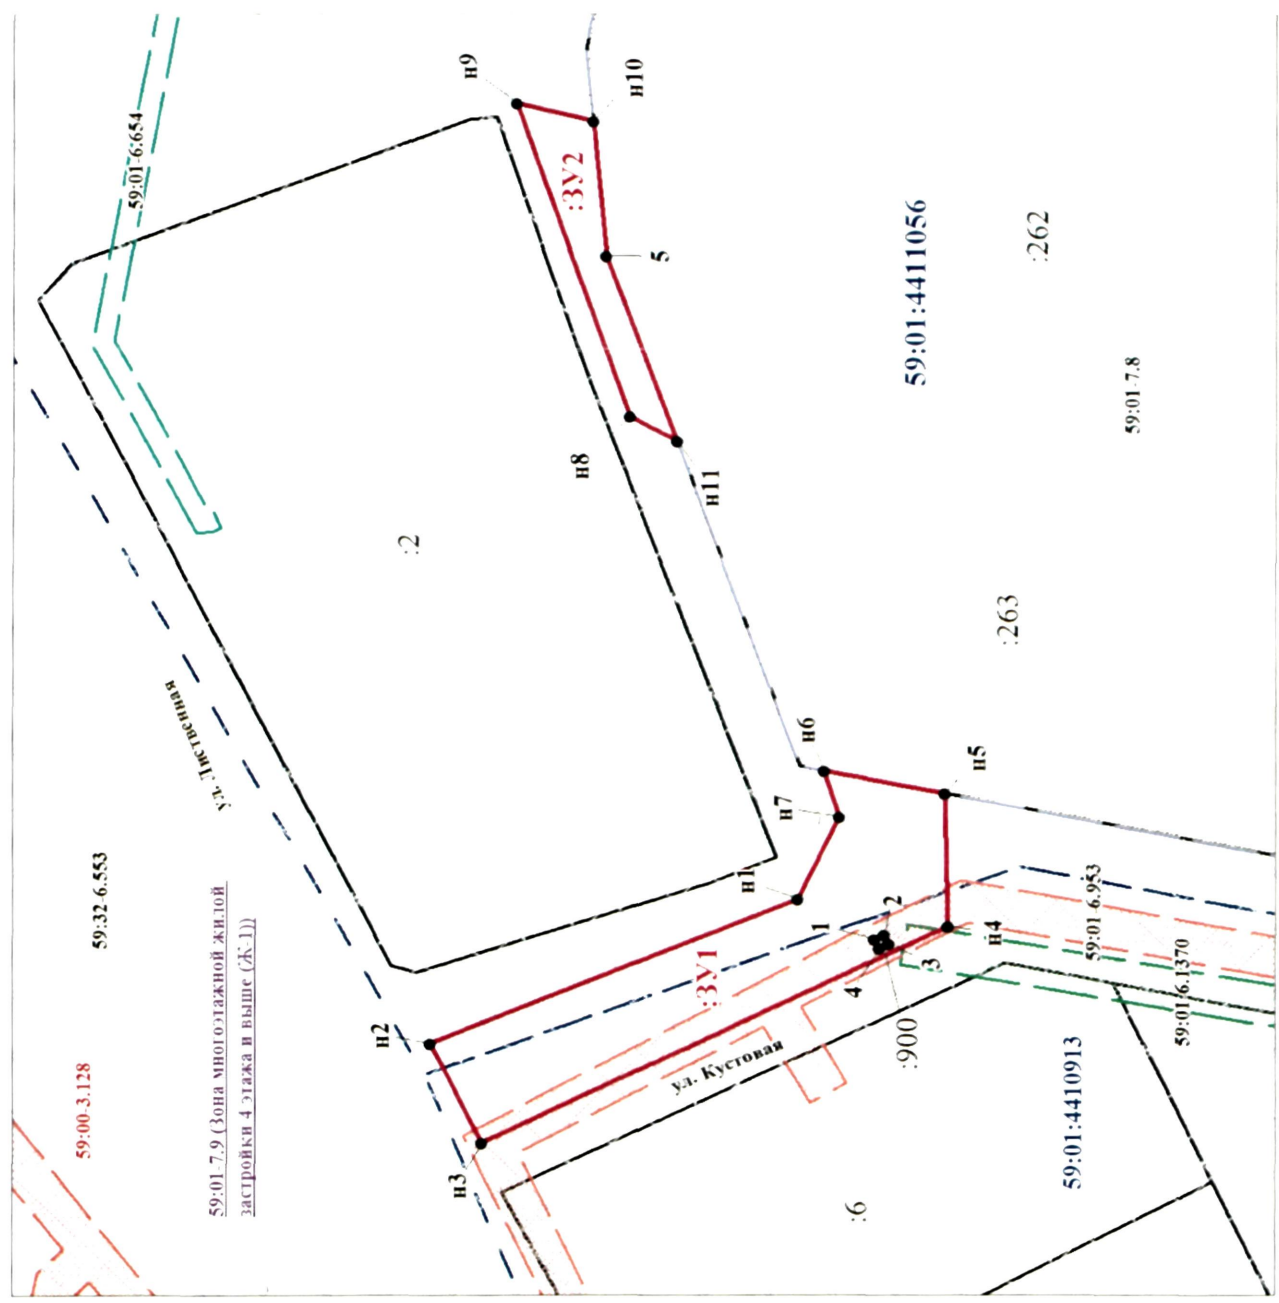 59:00-3.128
59:32-6.553
59:01-6.654
59:01-7.9 (Зона многоэтажной жилой
застройки 4 этажа и выше (Ж-1))
ул. Лиственная
н3
н2
:2
н8
н9
:ЗУ2
н10
5
н11
н6
н7
н1
:ЗУ1
ул. Кустовая
1
2
3
4
:900
н4
н5
59:01:4411056
:262
:263
59:01-7.8
59:01-6.953
59:01-6.1370
59:01:4410913
:6